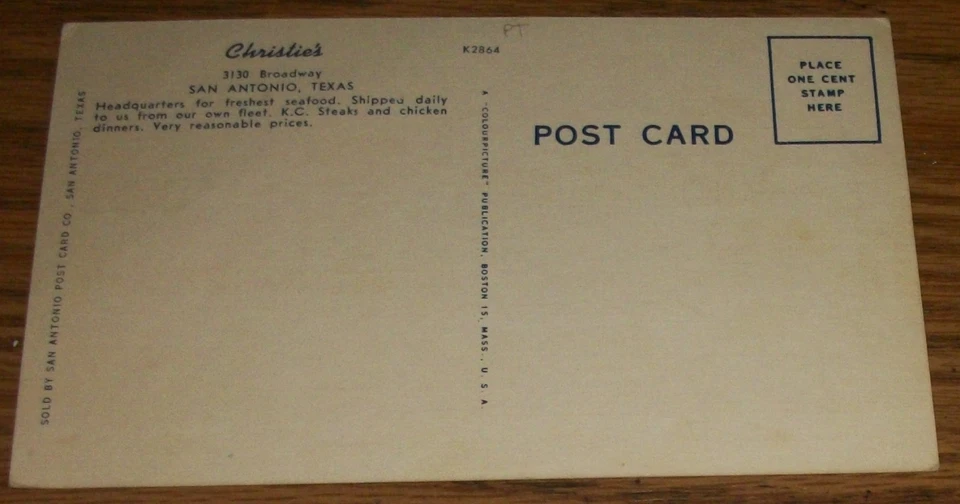 PT
Christie's
3130 Broadway
SAN ANTONIO, TEXAS
Headquarters for freshest seafood. Shipped daily
to us from our own fleet. K.C. Steaks and chicken
dinners. Very reasonable prices.
SOLD BY SAN ANTONIO POST CARD CO., SAN ANTONIO, TEXAS
K2864
A "COLOURPICTURE" PUBLICATION, BOSTON 15, MASS., U. S. A.
POST CARD
PLACE
ONE CENT
STAMP
HERE